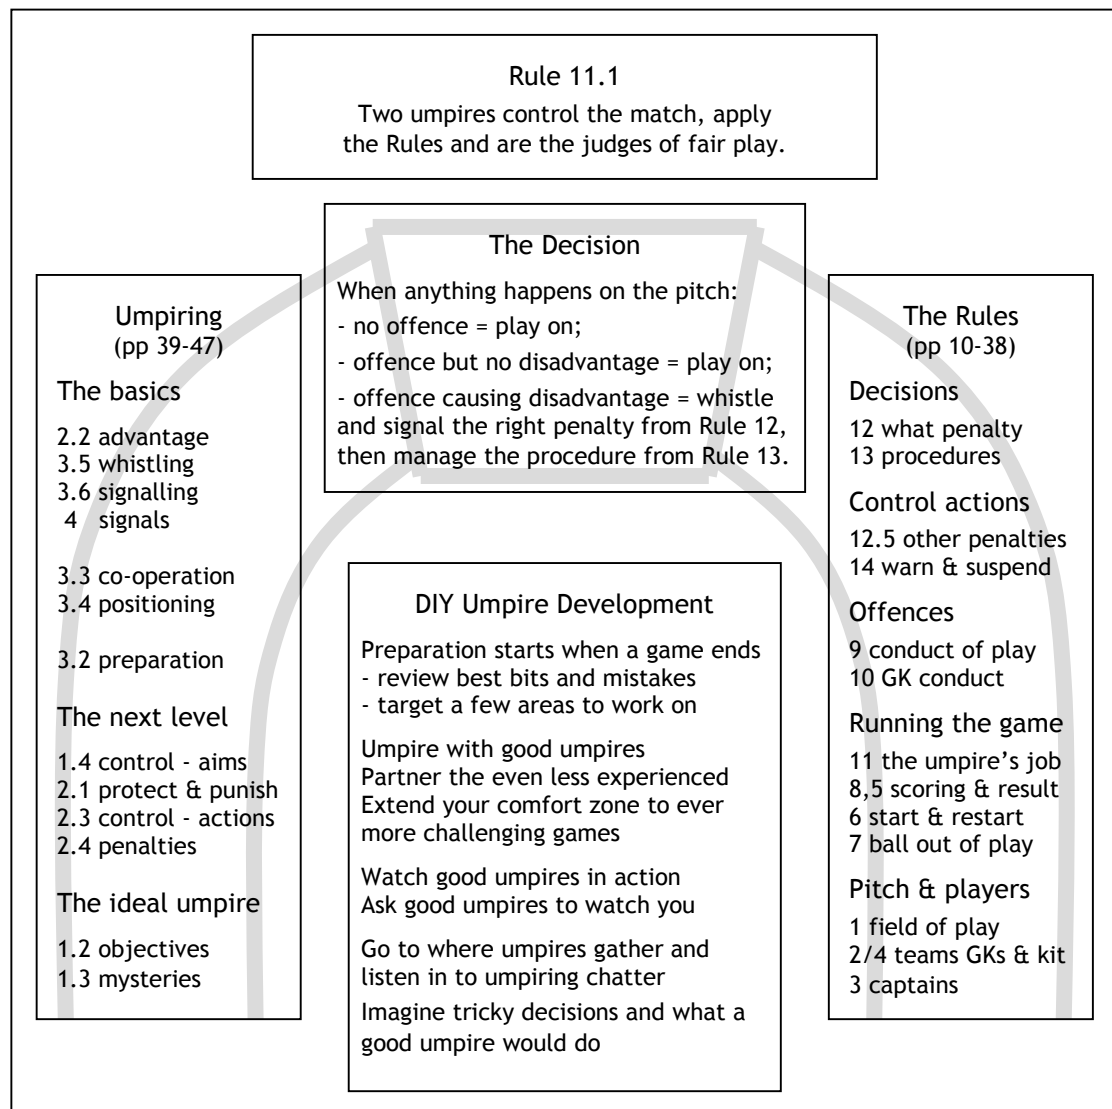 Rule 11.1
Two umpires control the match, apply
the Rules and are the judges of fair play.
The Decision
When anything happens on the pitch:
- no offence = play on;
- offence but no disadvantage = play on;
- offence causing disadvantage = whistle
and signal the right penalty from Rule 12,
then manage the procedure from Rule 13.
Umpiring
(pp 39-47)
The basics
2.2 advantage
3.5 whistling
3.6 signalling
4 signals
3.3 co-operation
3.4 positioning
3.2 preparation
The next level
1.4 control - aims
2.1 protect & punish
2.3 control - actions
2.4 penalties
The ideal umpire
1.2 objectives
1.3 mysteries
DIY Umpire Development
Preparation starts when a game ends
- review best bits and mistakes
- target a few areas to work on
Umpire with good umpires
Partner the even less experienced
Extend your comfort zone to ever
more challenging games
Watch good umpires in action
Ask good umpires to watch you
Go to where umpires gather and
listen in to umpiring chatter
Imagine tricky decisions and what a
good umpire would do
The Rules
(pp 10-38)
Decisions
12 what penalty
13 procedures
Control actions
12.5 other penalties
14 warn & suspend
Offences
9 conduct of play
10 GK conduct
Running the game
11 the umpire's job
8,5 scoring & result
6 start & restart
7 ball out of play
Pitch & players
1 field of play
2/4 teams GKs & kit
3 captains